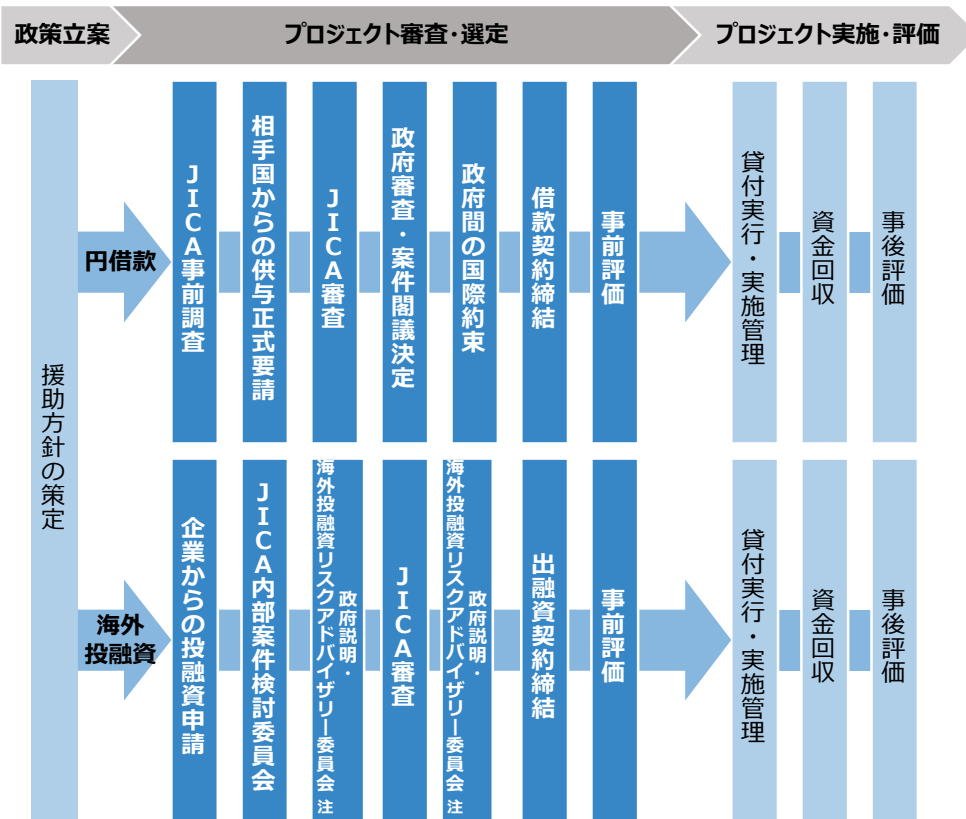 政策立案
プロジェクト審査・選定
プロジェクト実施・評価
援助方針の策定
円借款
JICA事前調査
相手国からの供与正式要請
JICA審査
政府審査・案件閣議決定
政府間の国際約束
借款契約締結
事前評価
貸付実行・実施管理
資金回収
事後評価
海外
投融資
企業からの投融資申請
JICA内部案件検討委員会
政府説明・
海外投融資リスクアドバイザリー委員会 注
JICA審査
政府説明・
海外投融資リスクアドバイザリー委員会 注
出融資契約締結
事前評価
貸付実行・実施管理
資金回収
事後評価